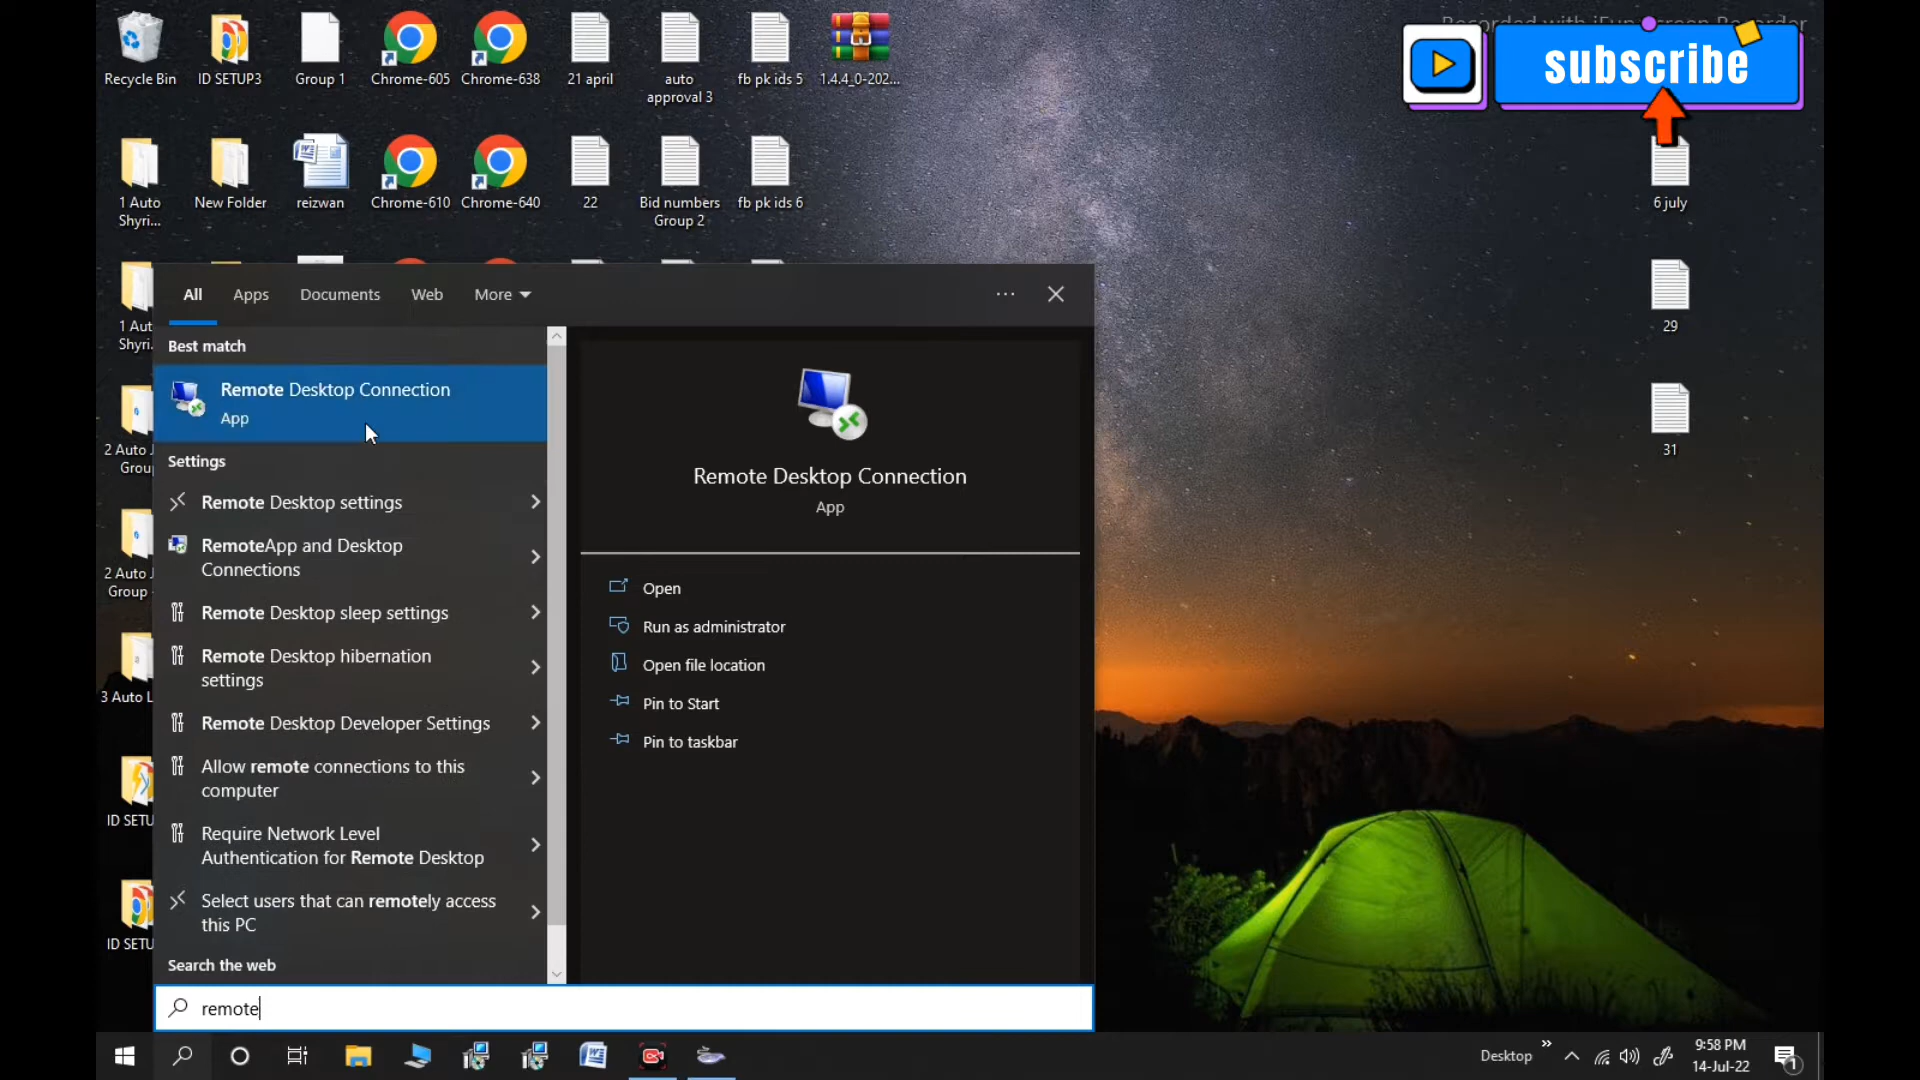 Recorded with iFun Screen Recorder
subscribe
Recycle Bin
ID SETUP3
Group 1
Chrome-605
Chrome-638
21 april
auto
approval 3
fb pk ids 5
1.4.4_0-202...
1 Auto
Shyri...
New Folder
reizwan
Chrome-610
Chrome-640
22
Bid numbers
Group 2
fb pk ids 6
6 july
29
31
1 Aut
Shyri.
2 Auto J
Group
2 Auto J
Group -
3 Auto L
ID SETU
ID SETU
All
Apps
Documents
Web
More
Best match
Remote Desktop Connection
App
Settings
Remote Desktop settings
RemoteApp and Desktop
Connections
Remote Desktop sleep settings
Remote Desktop hibernation
settings
Remote Desktop Developer Settings
Allow remote connections to this
computer
Require Network Level
Authentication for Remote Desktop
Select users that can remotely access
this PC
Search the web
Remote Desktop Connection
App
Open
Run as administrator
Open file location
Pin to Start
Pin to taskbar
remote
Desktop
9:58 PM
14-Jul-22
1